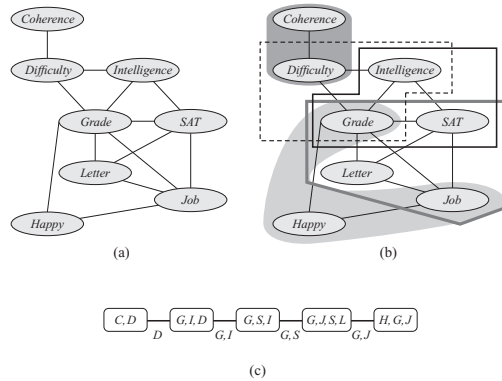 Coherence
Difficulty
Intelligence
Grade
SAT
Letter
Job
Happy
(a)
Coherence
Difficulty
Intelligence
Grade
SAT
Letter
Job
Happy
(b)
C, D
G, I, D
G, S, I
G, J, S, L
H, G, J
D
G, I
G, S
G, J
(c)